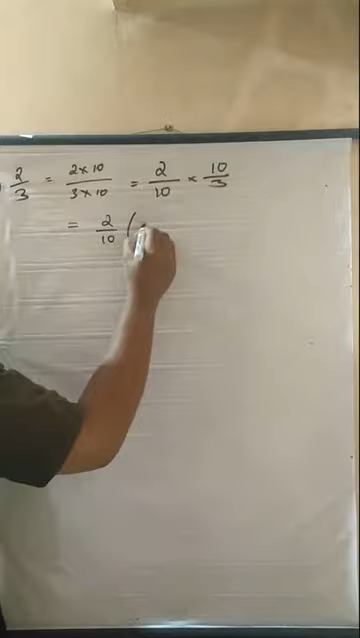 2/3 = 2×10/3×10 = 2/10 × 10/3
= 2/10 (